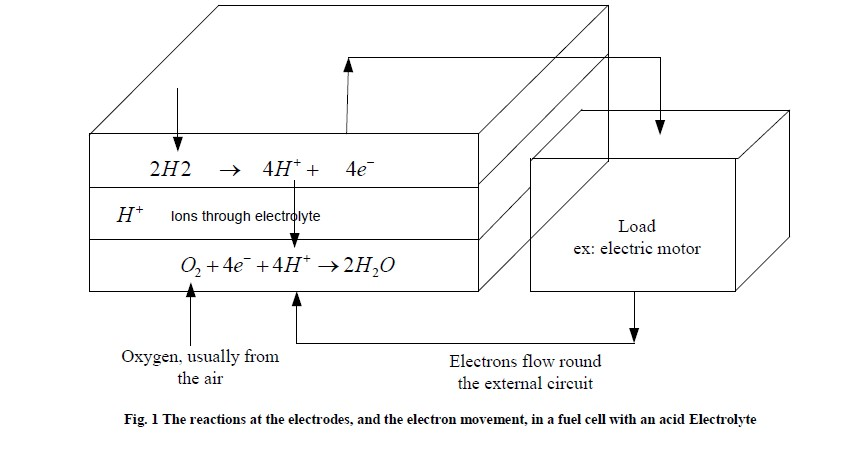 2H2 → 4H⁺ + 4e⁻
H⁺ Ions through electrolyte
O₂ + 4e⁻ + 4H⁺ → 2H₂O
Load
ex: electric motor
Oxygen, usually from
the air
Electrons flow round
the external circuit
Fig. 1 The reactions at the electrodes, and the electron movement, in a fuel cell with an acid Electrolyte